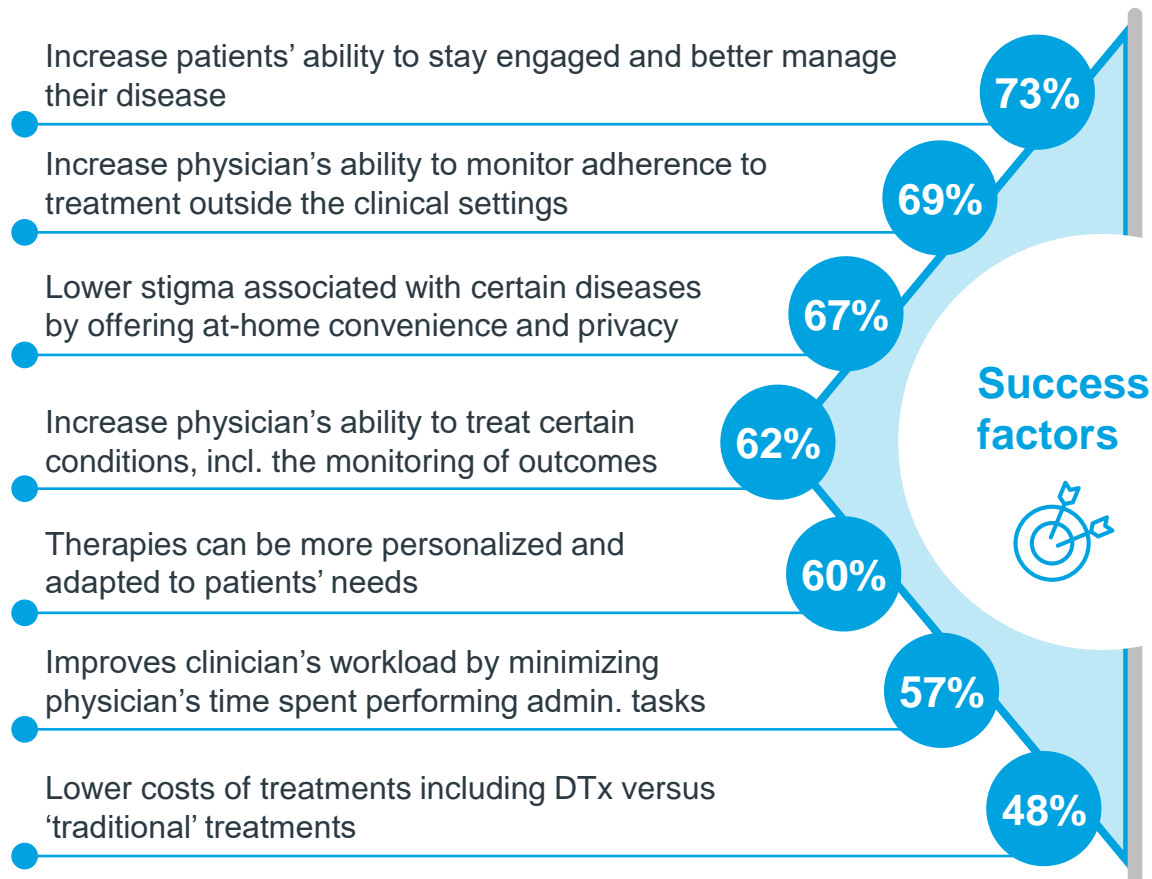 Increase patients’ ability to stay engaged and better manage
their disease
73%
Increase physician’s ability to monitor adherence to
treatment outside the clinical settings
69%
Lower stigma associated with certain diseases
by offering at-home convenience and privacy
67%
Increase physician’s ability to treat certain
conditions, incl. the monitoring of outcomes
62%
Therapies can be more personalized and
adapted to patients’ needs
60%
Improves clinician’s workload by minimizing
physician’s time spent performing admin. tasks
57%
Lower costs of treatments including DTx versus
‘traditional’ treatments
48%
Success
factors